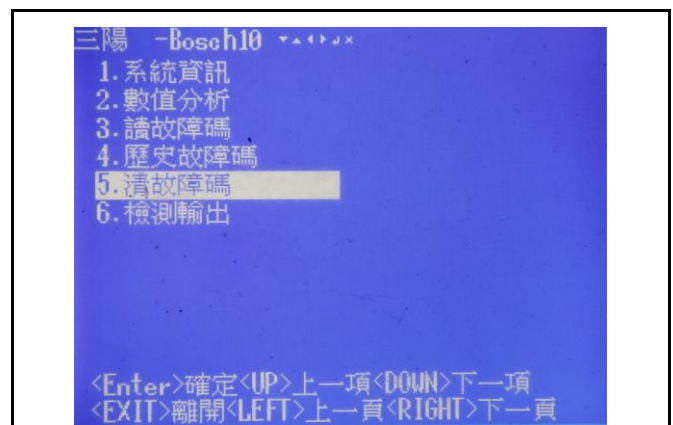 三陽 -Bosch10 ▼▲◀▶↲×
1.系統資訊
2.數值分析
3.讀故障碼
4.歷史故障碼
5.清故障碼
6.檢測輸出
<Enter>確定<UP>上一項<DOWN>下一項
<EXIT>離開<LEFT>上一頁<RIGHT>下一頁